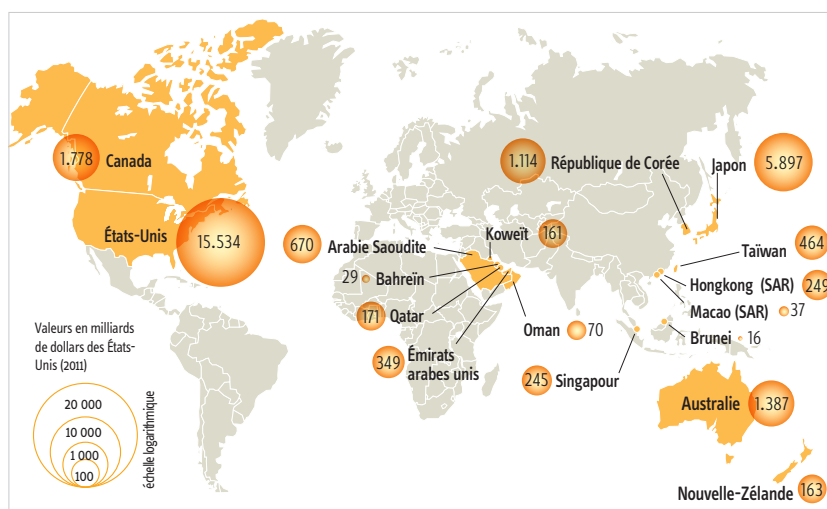 1.778
Canada
1.114
République de Corée
Japon
5.897
États-Unis
15.534
670
Arabie Saoudite
Koweït
161
Taïwan
464
29
Bahreïn
Hongkong (SAR)
249
171
Qatar
Macao (SAR)
37
Oman
70
Brunei
16
349
Émirats
arabes unis
245
Singapour
Valeurs en milliards
de dollars des États-
Unis (2011)
20 000
10 000
1 000
100
échelle logarithmique
Australie
1.387
Nouvelle-Zélande
163